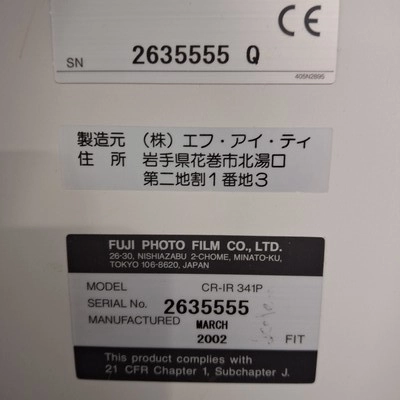 CE
SN 2635555 Q
405N2895
製造元 (株) エフ・アイ・ティ
住 所 岩手県花巻市北湯口
第二地割1番地3
FUJI PHOTO FILM CO., LTD.
26-30, NISHIAZABU 2-CHOME, MINATO-KU,
TOKYO 106-8620, JAPAN
MODEL CR-IR 341P
SERIAL No. 2635555
MANUFACTURED MARCH
2002 FIT
This product complies with
21 CFR Chapter 1, Subchapter J.